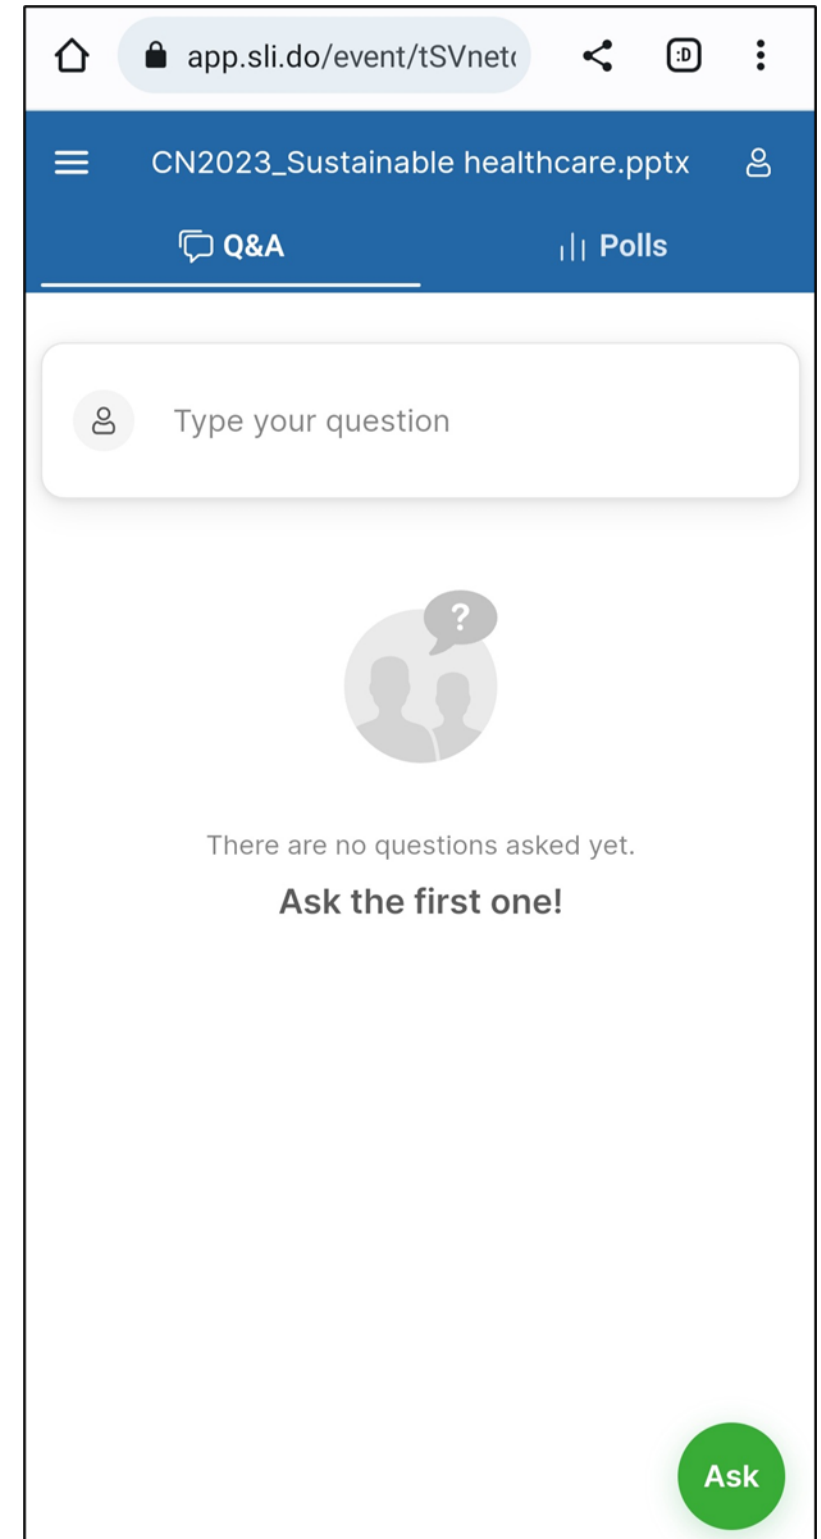 app.sli.do/event/tSVnet
:D
CN2023_Sustainable healthcare.pptx
Q&A
Polls
Type your question
?
There are no questions asked yet.
Ask the first one!
Ask